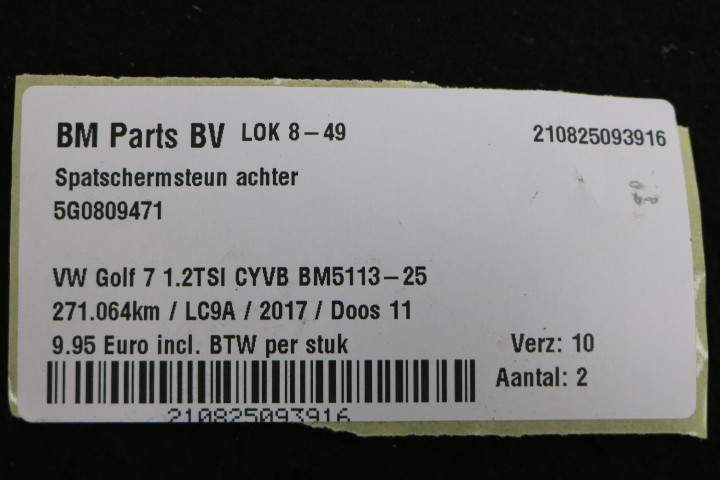 BM Parts BV LOK 8-49 210825093916
Spatschermsteun achter
5G0809471
VW Golf 7 1.2TSI CYVB BM5113-25
271.064km / LC9A / 2017 / Doos 11
9.95 Euro incl. BTW per stuk Verz: 10
Aantal: 2
210825093916